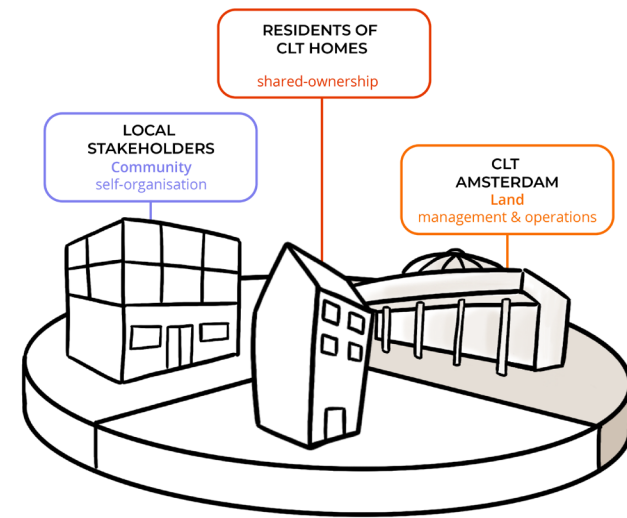 RESIDENTS OF
CLT HOMES
shared-ownership
LOCAL
STAKEHOLDERS
Community
self-organisation
CLT
AMSTERDAM
Land
management & operations